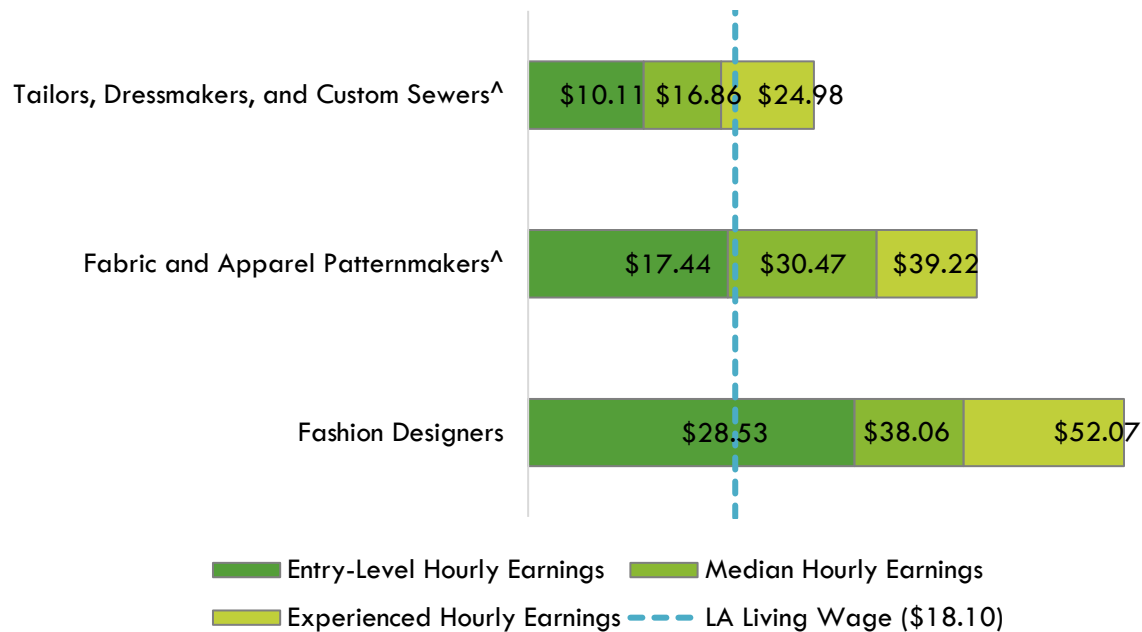 Tailors, Dressmakers, and Custom Sewers^ $10.11 $16.86 $24.98
Fabric and Apparel Patternmakers^ $17.44 $30.47 $39.22
Fashion Designers $28.53 $38.06 $52.07
Entry-Level Hourly Earnings Median Hourly Earnings
Experienced Hourly Earnings LA Living Wage ($18.10)